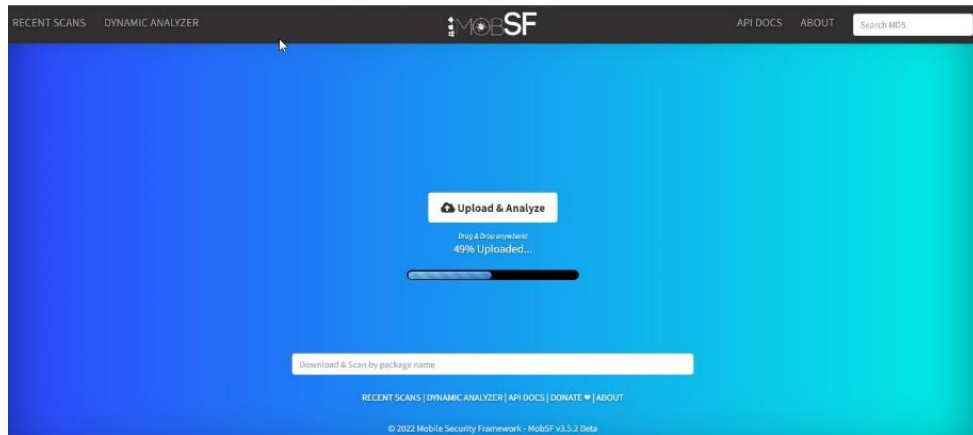 RECENT SCANS DYNAMIC ANALYZER MOBSF API DOCS ABOUT Search MD5
Upload & Analyze
Drag & Drop anywhere!
49% Uploaded...
Download & Scan by package name
RECENT SCANS | DYNAMIC ANALYZER | API DOCS | DONATE ♥ | ABOUT
© 2022 Mobile Security Framework - MobSF v3.5.2 Beta